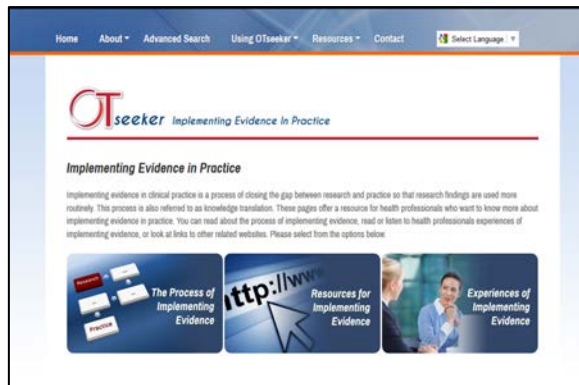 Home About Advanced Search Using OTseeker Resources Contact Select Language
OTseeker Implementing Evidence In Practice
Implementing Evidence in Practice
Implementing evidence in clinical practice is a process of closing the gap between research and practice so that research findings are used more
routinely. This process is also referred to as knowledge translation. These pages offer a resource for health professionals who want to know more about
implementing evidence in practice. You can read about the process of implementing evidence, read or listen to health professionals experiences of
implementing evidence, or look at links to other related websites. Please select from the options below.
Research
Practice
The Process of
Implementing
Evidence
http://ww
Resources for
Implementing
Evidence
Experiences of
Implementing
Evidence